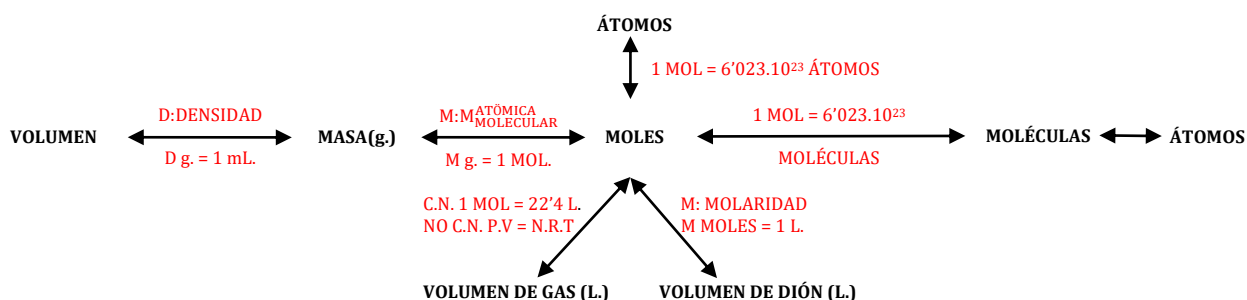 ÁTOMOS
1 MOL = 6’023.10²³ ÁTOMOS
D:DENSIDAD
M:M ATÖMICA MOLECULAR
1 MOL = 6’023.10²³
VOLUMEN MASA(g.) MOLES MOLÉCULAS ÁTOMOS
D g. = 1 mL.
M g. = 1 MOL.
MOLÉCULAS
C.N. 1 MOL = 22’4 L.
NO C.N. P.V = N.R.T
M: MOLARIDAD
M MOLES = 1 L.
VOLUMEN DE GAS (L.) VOLUMEN DE DIÓN (L.)